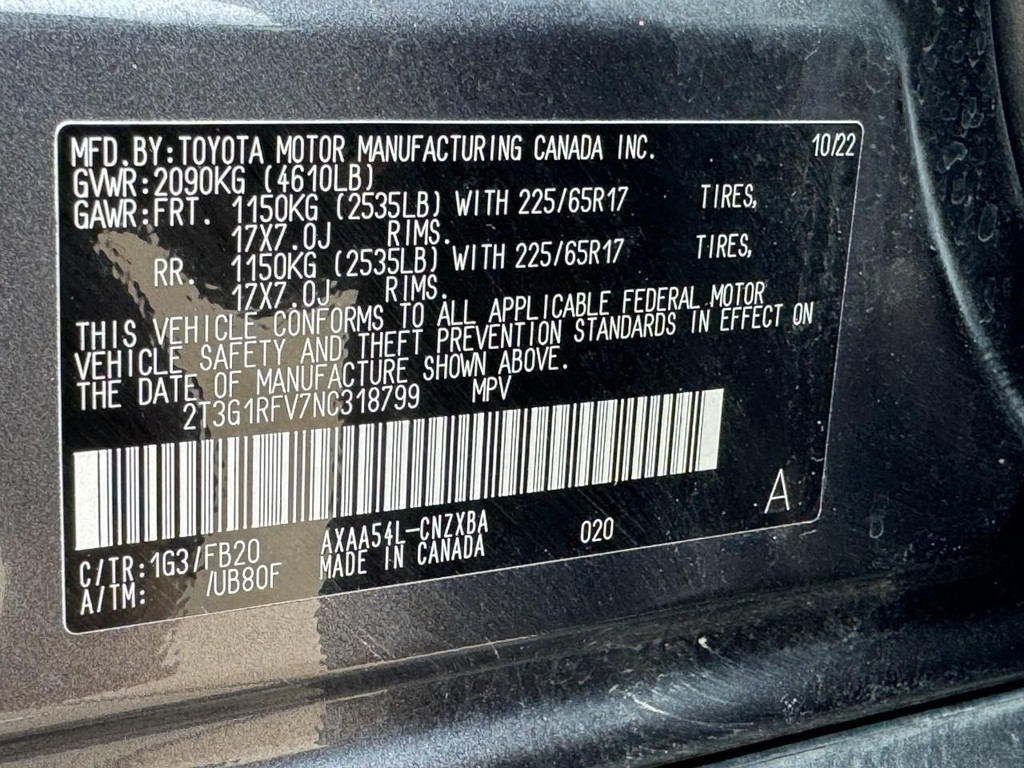 MFD.BY:TOYOTA MOTOR MANUFACTURING CANADA INC. 10/22
GVWR:2090KG (4610LB)
GAWR:FRT. 1150KG (2535LB) WITH 225/65R17 TIRES,
17X7.0J RIMS.
RR. 1150KG (2535LB) WITH 225/65R17 TIRES,
17X7.0J RIMS.
THIS VEHICLE CONFORMS TO ALL APPLICABLE FEDERAL MOTOR
VEHICLE SAFETY AND THEFT PREVENTION STANDARDS IN EFFECT ON
THE DATE OF MANUFACTURE SHOWN ABOVE.
2T3G1RFV7NC318799 MPV
A
C/TR:1G3/FB20 AXAA54L-CNZXBA 020
A/TM: /UB80F MADE IN CANADA